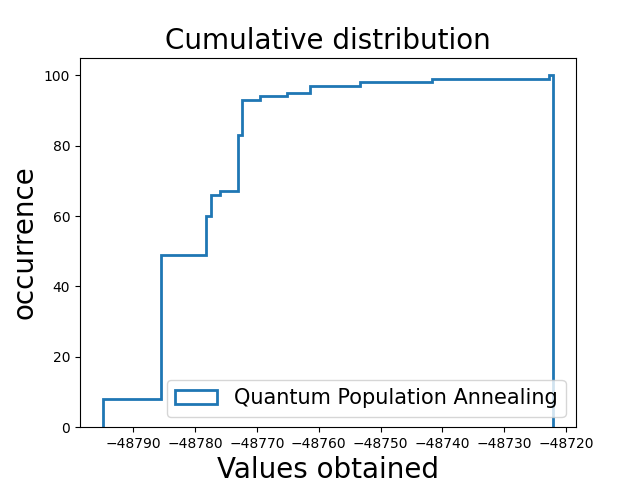 Cumulative distribution
100
80
60
40
20
0
occurrence
Quantum Population Annealing
−48790 −48780 −48770 −48760 −48750 −48740 −48730 −48720
Values obtained